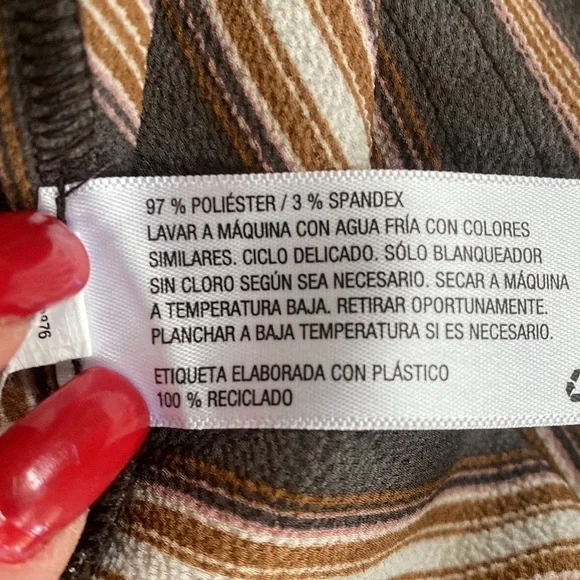 97 % POLIÉSTER / 3 % SPANDEX
LAVAR A MÁQUINA CON AGUA FRÍA CON COLORES
SIMILARES. CICLO DELICADO. SÓLO BLANQUEADOR
SIN CLORO SEGÚN SEA NECESARIO. SECAR A MÁQUINA
A TEMPERATURA BAJA. RETIRAR OPORTUNAMENTE.
PLANCHAR A BAJA TEMPERATURA SI ES NECESARIO.
ETIQUETA ELABORADA CON PLÁSTICO
100 % RECICLADO